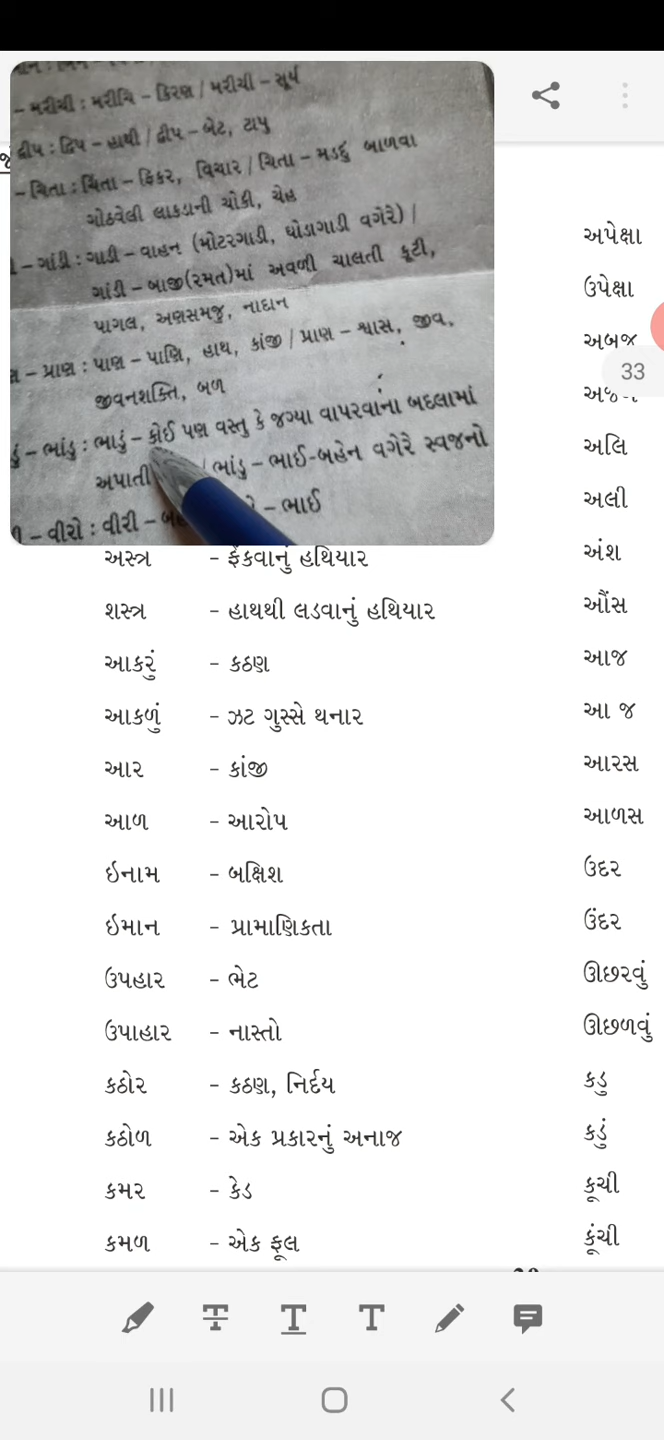 – મરીચી : મરીચિ – કિરણ / મરીચી – સૂર્ય
દ્વીપ : દ્વિપ – હાથી / દ્વીપ – બેટ, ટાપુ
– ચિતા : ચિંતા – ફિકર, વિચાર / ચિતા – મડદું બાળવા
ગોઠવેલી લાકડાની ચોકી, ચેહ
– ગાંડી : ગાડી – વાહન (મોટરગાડી, ઘોડાગાડી વગેરે) /
ગાંડી – બાજી(રમત)માં અવળી ચાલતી કૂટી,
પાગલ, અણસમજુ, નાદાન
– પ્રાણ : પાણ – પાણિ, હાથ, કાંજી / પ્રાણ – શ્વાસ, જીવ,
જીવનશક્તિ, બળ
– ભાંડુ : ભાડું – કોઈ પણ વસ્તુ કે જગ્યા વાપરવાના બદલામાં
અપાતી / ભાંડુ – ભાઈ-બહેન વગેરે સ્વજનો
– વીરો : વીરી – – ભાઈ
અસ્ત્ર – ફેંકવાનું હથિયાર
શસ્ત્ર – હાથથી લડવાનું હથિયાર
આકરું – કઠણ
આકળું – ઝટ ગુસ્સે થનાર
આર – કાંજી
આળ – આરોપ
ઇનામ – બક્ષિશ
ઇમાન – પ્રામાણિકતા
ઉપહાર – ભેટ
ઉપાહાર – નાસ્તો
કઠોર – કઠણ, નિર્દય
કઠોળ – એક પ્રકારનું અનાજ
કમર – કેડ
કમળ – એક ફૂલ
અપેક્ષા
ઉપેક્ષા
અબજ
33
અલિ
અલી
અંશ
ઔંસ
આજ
આ જ
આરસ
આળસ
ઉદર
ઉંદર
ઊછરવું
ઊછળવું
કડુ
કડું
કૂચી
કૂંચી